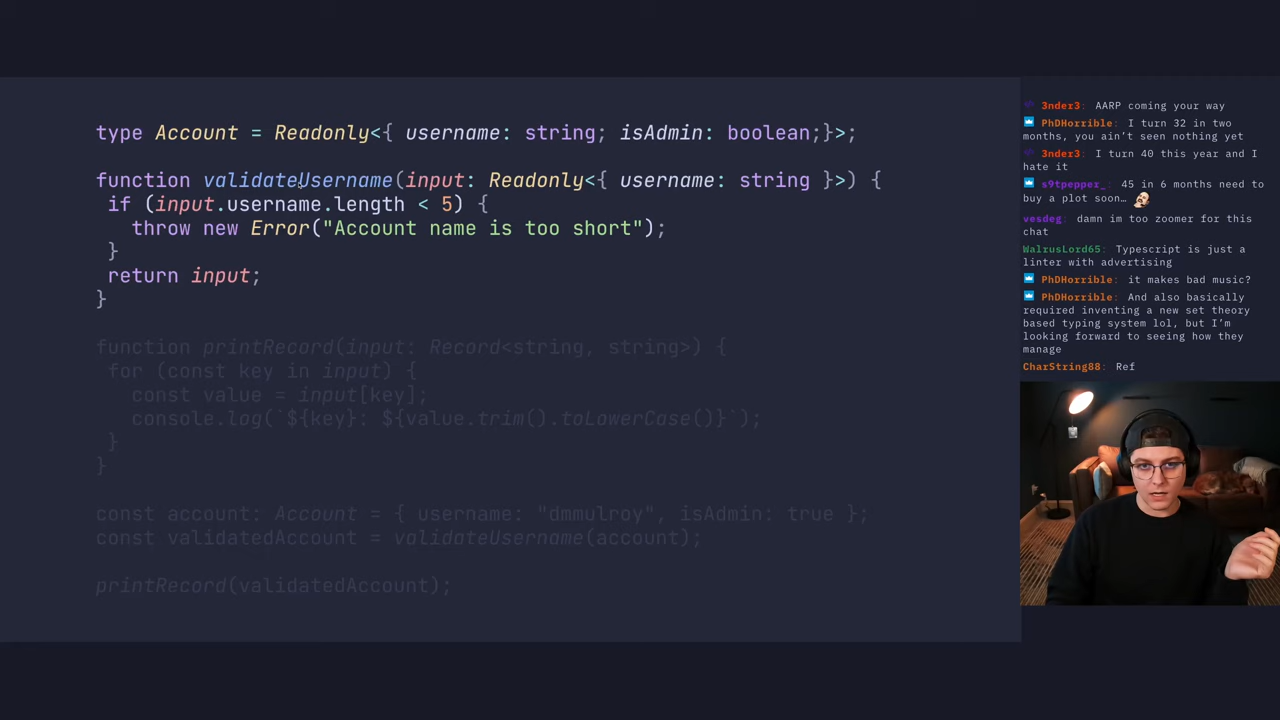 type Account = Readonly<{ username: string; isAdmin: boolean;}>;
function validateUsername(input: Readonly<{ username: string }>) {
if (input.username.length < 5) {
throw new Error("Account name is too short");
}
return input;
}
function printRecord(input: Record<string, string>) {
for (const key in input) {
const value = input[key];
console.log(`${key}: ${value.trim().toLowerCase()}`);
}
}
const account: Account = { username: "dmmulroy", isAdmin: true };
const validatedAccount = validateUsername(account);
printRecord(validatedAccount);
3nder3: AARP coming your way
PhDHorrible: I turn 32 in two
months, you ain't seen nothing yet
3nder3: I turn 40 this year and I
hate it
s9tpepper_: 45 in 6 months need to
buy a plot soon…
vesdeg: damn im too zoomer for this
chat
WalrusLord65: Typescript is just a
linter with advertising
PhDHorrible: it makes bad music?
PhDHorrible: And also basically
required inventing a new set theory
based typing system lol, but I'm
looking forward to seeing how they
manage
CharString88: Ref